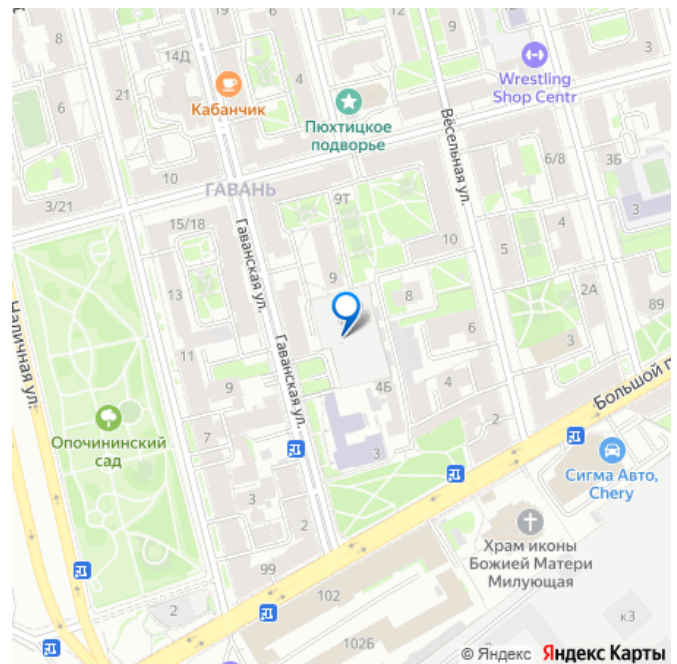 8
14Д
4
12
9
3
Wrestling
Shop Centr
Кабанчик
6
21
Пюхтицкое
подворье
Весельная ул.
6/8
3Б
10
ГАВАНЬ
9Т
3/21
15/18
Гаванская ул.
10
5
4
3
13
9
8
2А
89
Наличная ул.
Гаванская ул.
6
3
11
9
4Б
4
Большой п
Опочининский
сад
7
3
2
Сигма Авто,
Chery
3
2
Храм иконы
Божией Матери
Милующая
99
102
2
к3
102Б
© Яндекс Яндекс Карты